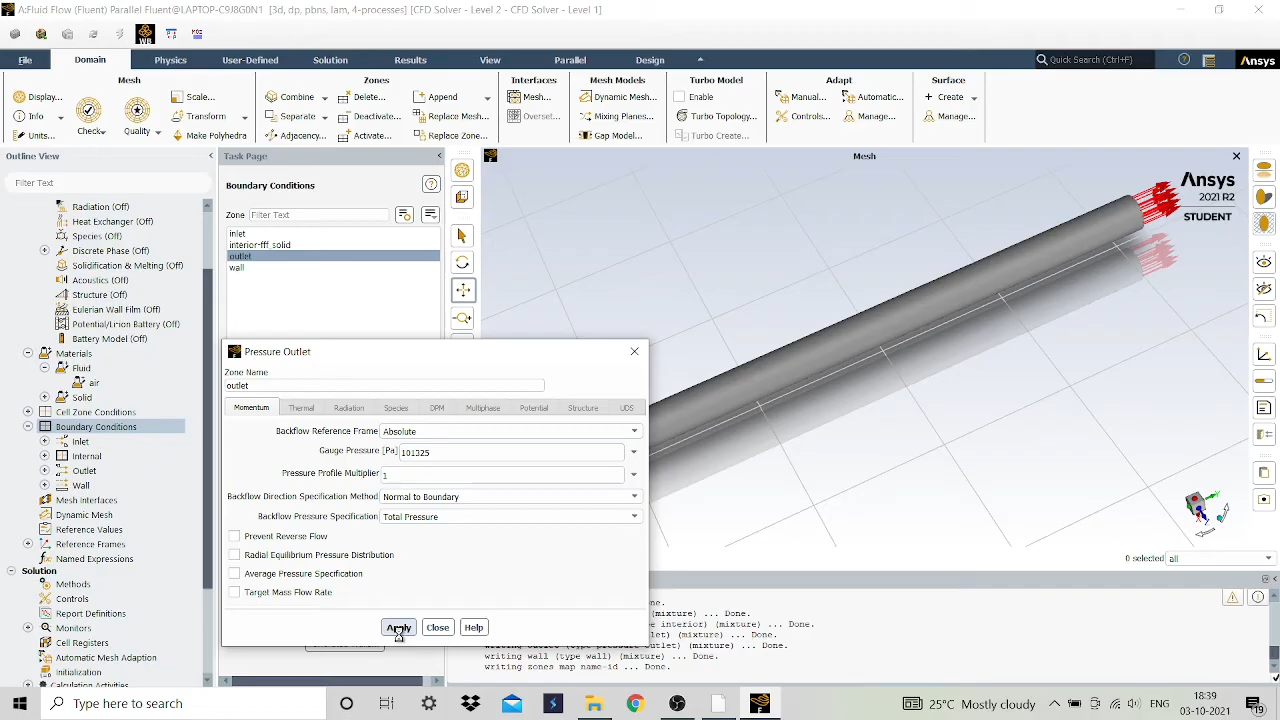 A:Fluid Flow (Fluent) Parallel Fluent@LAPTOP-C9J8G0N1 [3d, dp, pbns, lam, 4-processes] [CFD Solver - Level 2 - CFD Solver - Level 1]
WB
File Domain Physics User-Defined Solution Results View Parallel Design Quick Search (Ctrl+F) Ansys
Mesh Zones Interfaces Mesh Models Turbo Model Adapt Surface
Display... Scale... Combine Delete... Append Mesh... Dynamic Mesh... Enable Manual... Automatic... Create
Info Check Quality Transform Separate Deactivate... Replace Mesh... Overset... Mixing Planes... Turbo Topology... Controls... Manage... Manage...
Units... Make Polyhedra Adjacency... Activate... Replace Zone... Gap Model... Turbo Create...
Outline View
Filter Text
Radiation (Off)
Heat Exchanger (Off)
Species (Off)
Discrete Phase (Off)
Solidification & Melting (Off)
Acoustics (Off)
Structure (Off)
Eulerian Wall Film (Off)
Potential/Li-ion Battery (Off)
Battery Model (Off)
Materials
Fluid
air
Solid
Cell Zone Conditions
Boundary Conditions
Inlet
Internal
Outlet
Wall
Mesh Interfaces
Dynamic Mesh
Reference Values
Reference Frames
Named Expressions
Solution
Methods
Controls
Report Definitions
Monitors
Cell Registers
Automatic Mesh Adaption
Initialization
Task Page
Boundary Conditions
Zone Filter Text
inlet
interior-fff_solid
outlet
wall
Pressure Outlet
Zone Name
outlet
Momentum Thermal Radiation Species DPM Multiphase Potential Structure UDS
Backflow Reference Frame Absolute
Gauge Pressure [Pa] 101325
Pressure Profile Multiplier 1
Backflow Direction Specification Method Normal to Boundary
Backflow Pressure Specification Total Pressure
Prevent Reverse Flow
Radial Equilibrium Pressure Distribution
Average Pressure Specification
Target Mass Flow Rate
Apply Close Help
Mesh
Ansys
2021 R2
STUDENT
0 selected all
one.
e interior) (mixture) ... Done.
utlet) (mixture) ... Done.
writing wall (type wall) (mixture) ... Done.
writing zones map name-id ... Done.
Type here to search
25°C Mostly cloudy
ENG
18:39
03-10-2021
19